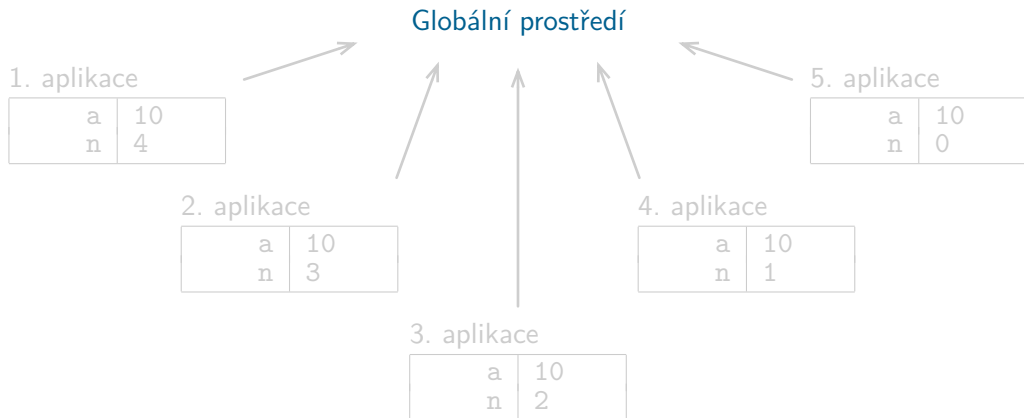 Globální prostředí
1. aplikace
a 10
n 4
5. aplikace
a 10
n 0
2. aplikace
a 10
n 3
4. aplikace
a 10
n 1
3. aplikace
a 10
n 2